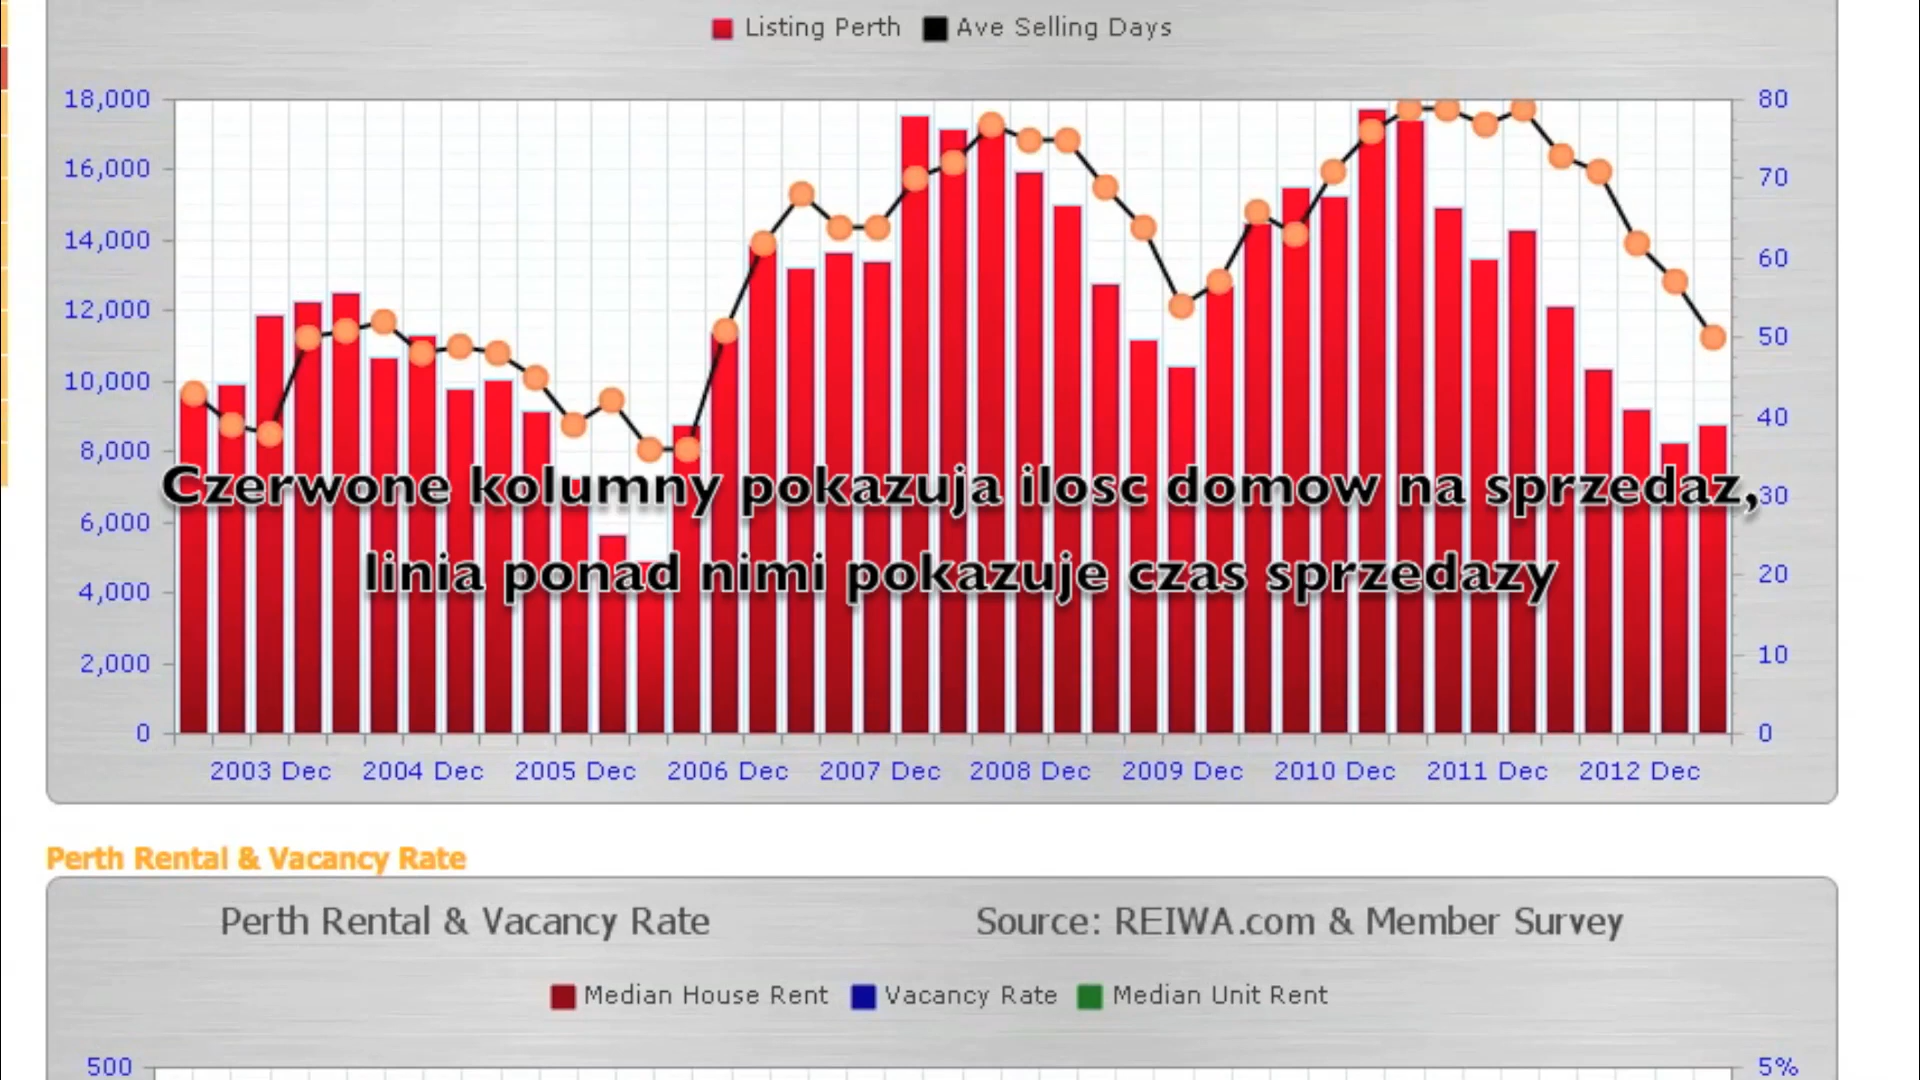 Listing Perth Ave Selling Days
18,000 80
16,000 70
14,000 60
12,000 50
10,000 40
8,000
Czerwone kolumny pokazuja ilosc domow na sprzedaz, 30
6,000
linia ponad nimi pokazuje czas sprzedazy 20
4,000
2,000 10
0 0
2003 Dec 2004 Dec 2005 Dec 2006 Dec 2007 Dec 2008 Dec 2009 Dec 2010 Dec 2011 Dec 2012 Dec
Perth Rental & Vacancy Rate
Perth Rental & Vacancy Rate Source: REIWA.com & Member Survey
Median House Rent Vacancy Rate Median Unit Rent
500 5%